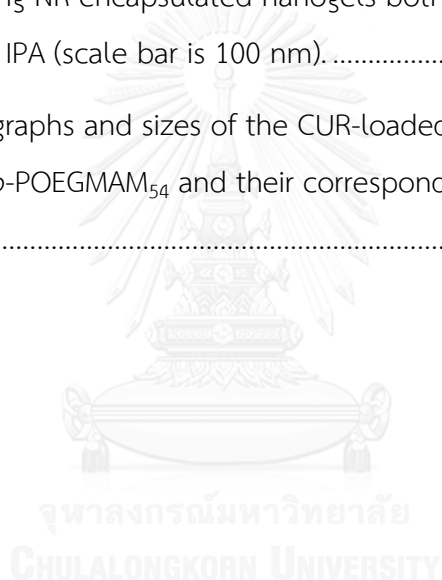 NR encapsulated nanogels both
IPA (scale bar is 100 nm). ......................
graphs and sizes of the CUR-loaded
-POEGMAM54 and their correspond
..............................................................................
จุฬาลงกรณ์มหาวิทยาลัย
CHULALONGKORN UNIVERSITY